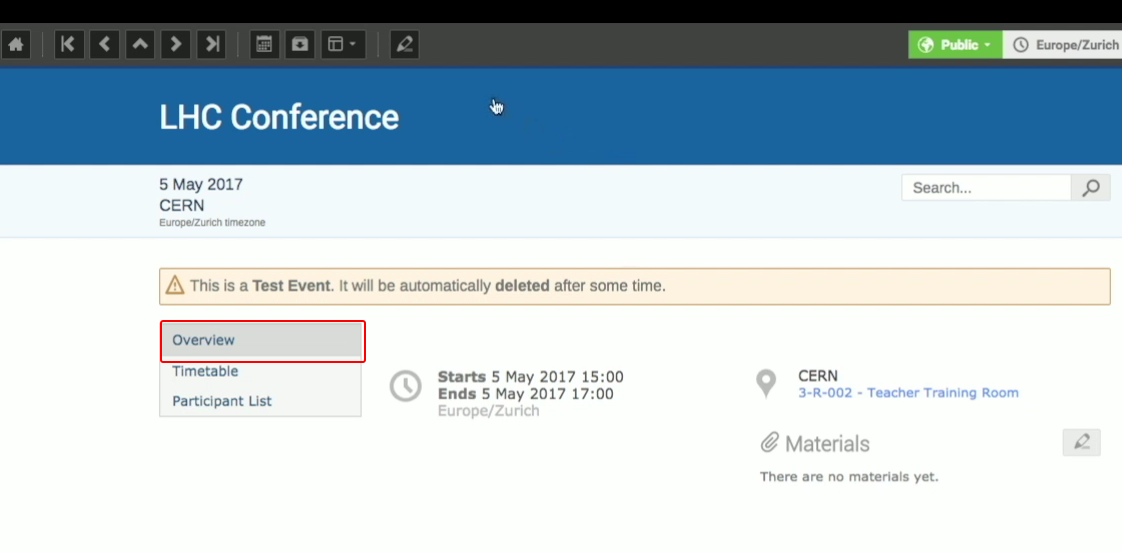 Public
Europe/Zurich
LHC Conference
5 May 2017
CERN
Europe/Zurich timezone
Search...
This is a Test Event. It will be automatically deleted after some time.
Overview
Timetable
Participant List
Starts 5 May 2017 15:00
Ends 5 May 2017 17:00
Europe/Zurich
CERN
3-R-002 - Teacher Training Room
Materials
There are no materials yet.